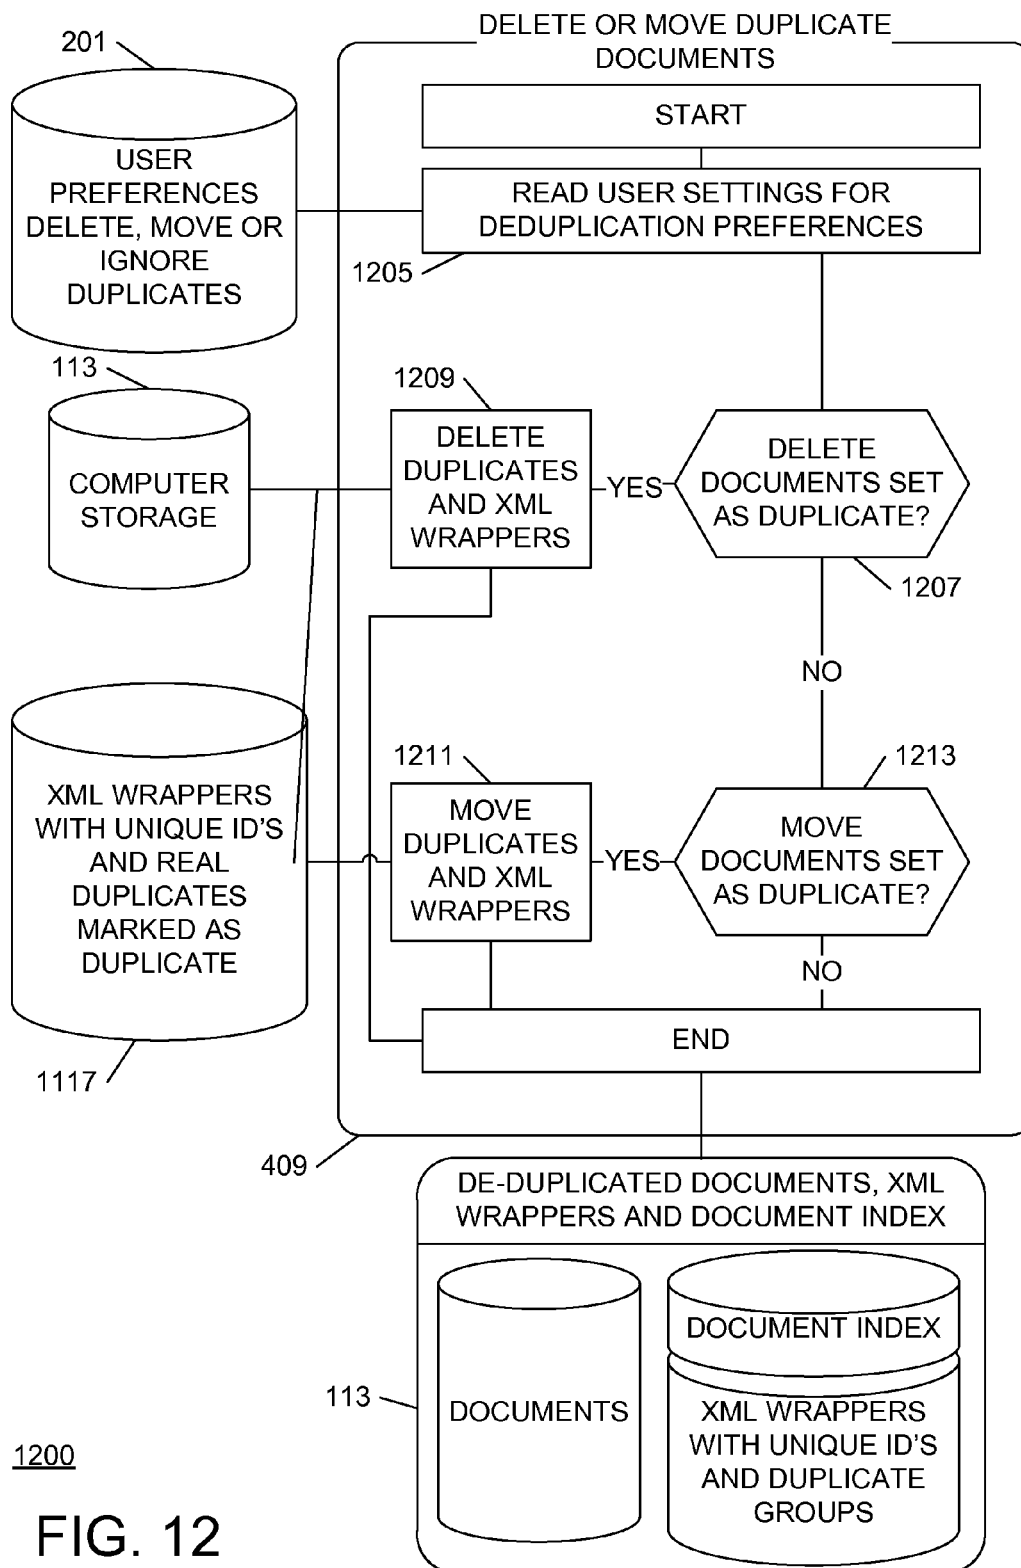 DELETE OR MOVE DUPLICATE
DOCUMENTS
201
START
USER
PREFERENCES
DELETE, MOVE OR
IGNORE
DUPLICATES
READ USER SETTINGS FOR
DEDUPLICATION PREFERENCES
1205
113
COMPUTER
STORAGE
1209
DELETE
DUPLICATES
AND XML
WRAPPERS
YES
DELETE
DOCUMENTS SET
AS DUPLICATE?
1207
NO
XML WRAPPERS
WITH UNIQUE ID'S
AND REAL
DUPLICATES
MARKED AS
DUPLICATE
1117
1211
MOVE
DUPLICATES
AND XML
WRAPPERS
YES
1213
MOVE
DOCUMENTS SET
AS DUPLICATE?
NO
END
409
DE-DUPLICATED DOCUMENTS, XML
WRAPPERS AND DOCUMENT INDEX
113
DOCUMENTS
DOCUMENT INDEX
XML WRAPPERS
WITH UNIQUE ID'S
AND DUPLICATE
GROUPS
1200
FIG. 12